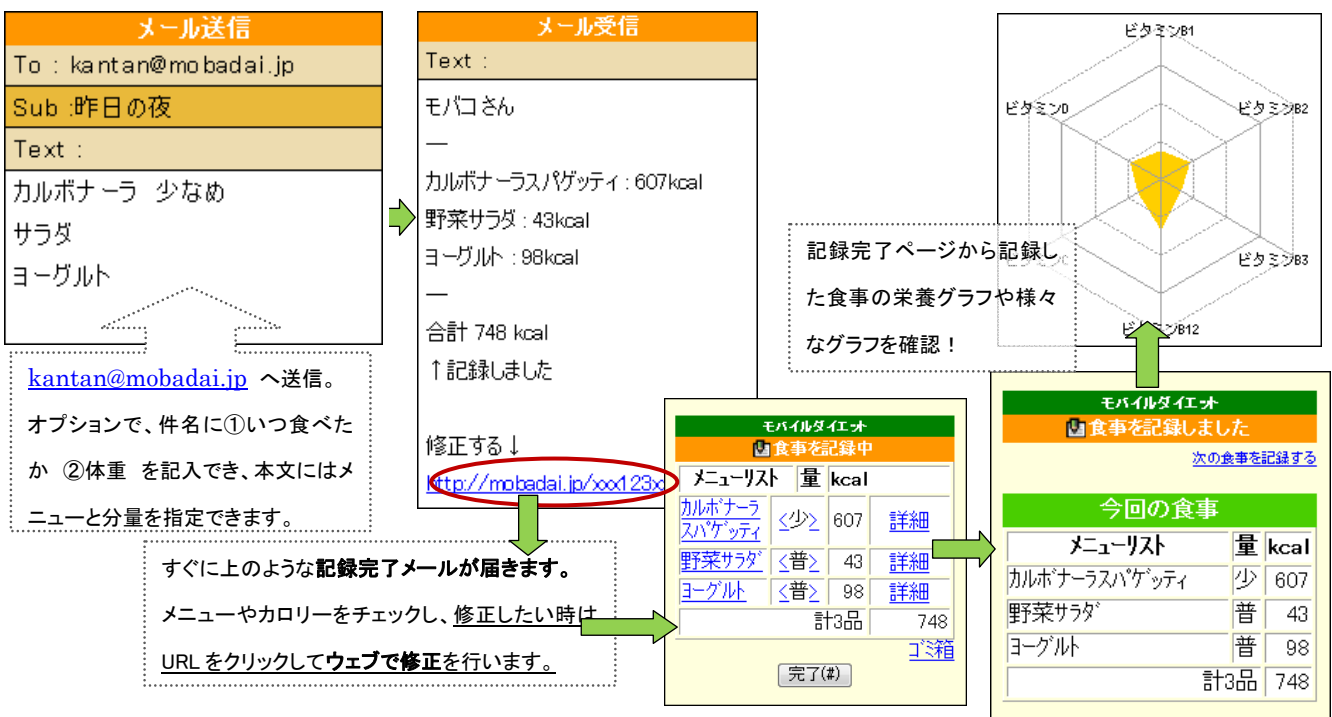 メール送信
To : kantan@mobadai.jp
Sub :昨日の夜
Text :
カルボナーラ 少なめ
サラダ
ヨーグルト
kantan@mobadai.jp へ送信。
オプションで、件名に①いつ食べた
か ②体重 を記入でき、本文にはメ
ニューと分量を指定できます。
メール受信
Text :
モバコさん
—
カルボナーラスパゲッティ : 607kcal
野菜サラダ : 43kcal
ヨーグルト : 98kcal
—
合計 748 kcal
↑記録しました
修正する↓
http://mobadai.jp/xxx123x
すぐに上のような記録完了メールが届きます。
メニューやカロリーをチェックし、修正したい時は
URL をクリックしてウェブで修正を行います。
モバイルダイエット
食事を記録中
メニューリスト 量 kcal
カルボナーラ
スパゲッティ <少> 607 詳細
野菜サラダ <普> 43 詳細
ヨーグルト <普> 98 詳細
計3品 748
ゴミ箱
完了(#)
モバイルダイエット
食事を記録しました
次の食事を記録する
今回の食事
メニューリスト 量 kcal
カルボナーラスパゲッティ 少 607
野菜サラダ 普 43
ヨーグルト 普 98
計3品 748
記録完了ページから記録し
た食事の栄養グラフや様々
なグラフを確認！
ビタミンB1
ビタミンB2
ビタミンB3
ビタミンB12
ビタミンD